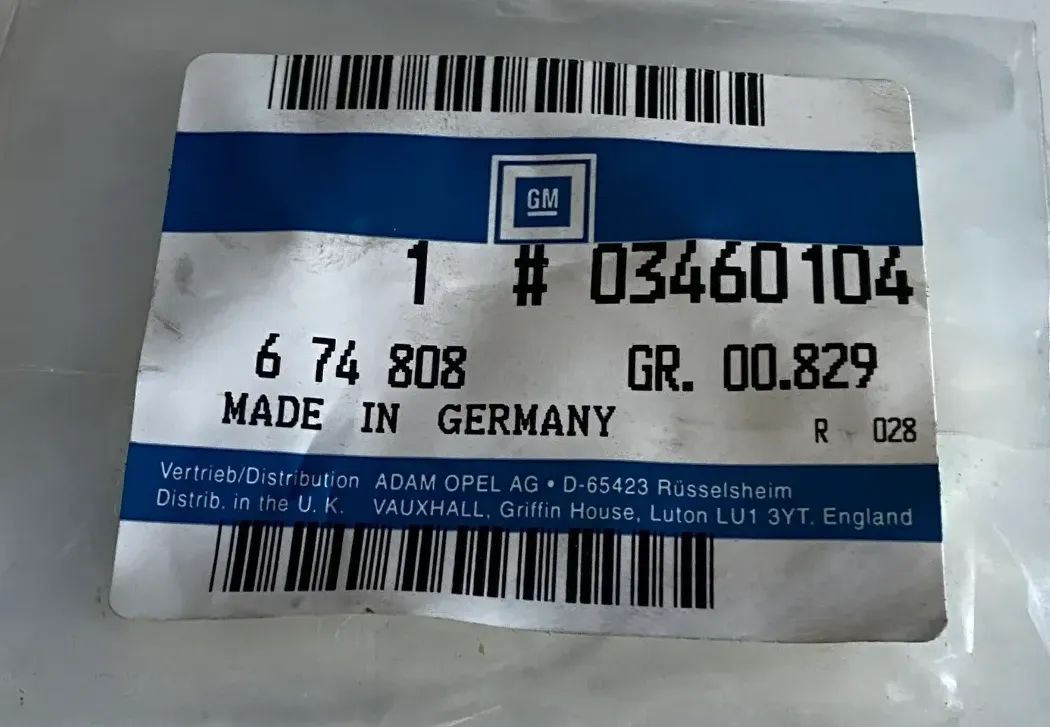 GM
1 # 03460104
6 74 808 GR. 00.829
MADE IN GERMANY R 028
Vertrieb/Distribution ADAM OPEL AG • D-65423 Rüsselsheim
Distrib. in the U. K. VAUXHALL, Griffin House, Luton LU1 3YT. England